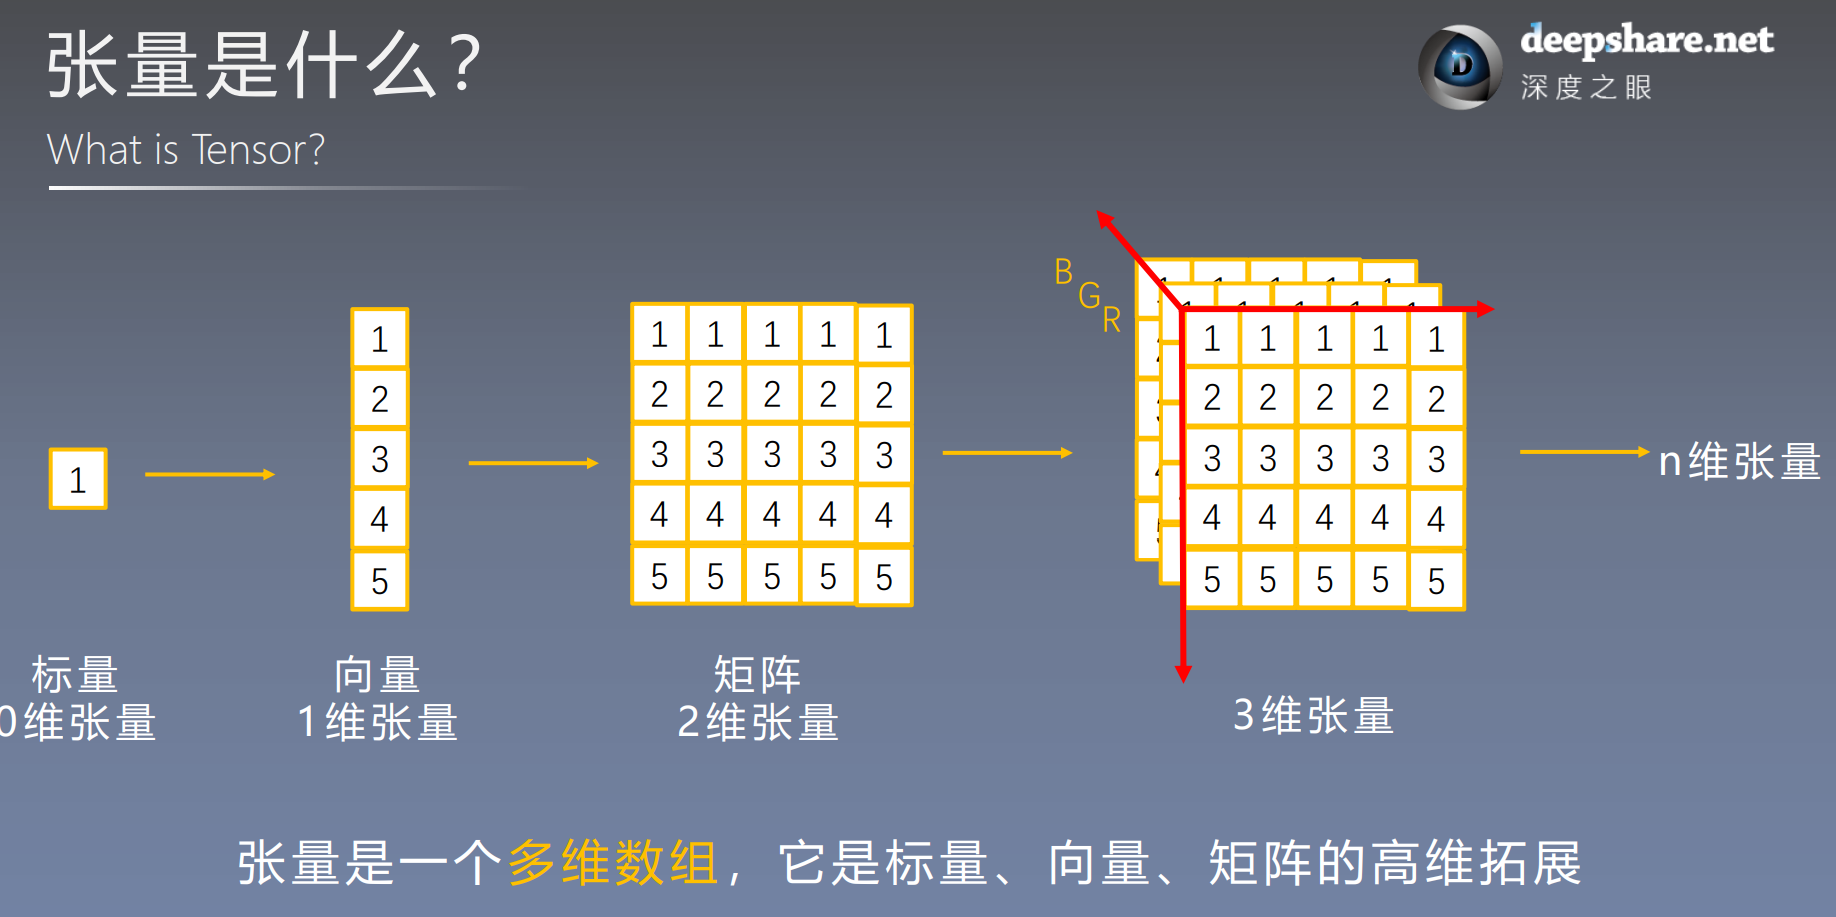 张量是什么？
deepshare.net
深度之眼
What is Tensor?
B
G
R
1
1
2
3
4
5
1 1 1 1 1
2 2 2 2 2
3 3 3 3 3
4 4 4 4 4
5 5 5 5 5
1 1 1 1 1
2 2 2 2 2
3 3 3 3 3
4 4 4 4 4
5 5 5 5 5
n维张量
标量
0维张量
向量
1维张量
矩阵
2维张量
3维张量
张量是一个多维数组，它是标量、向量、矩阵的高维拓展